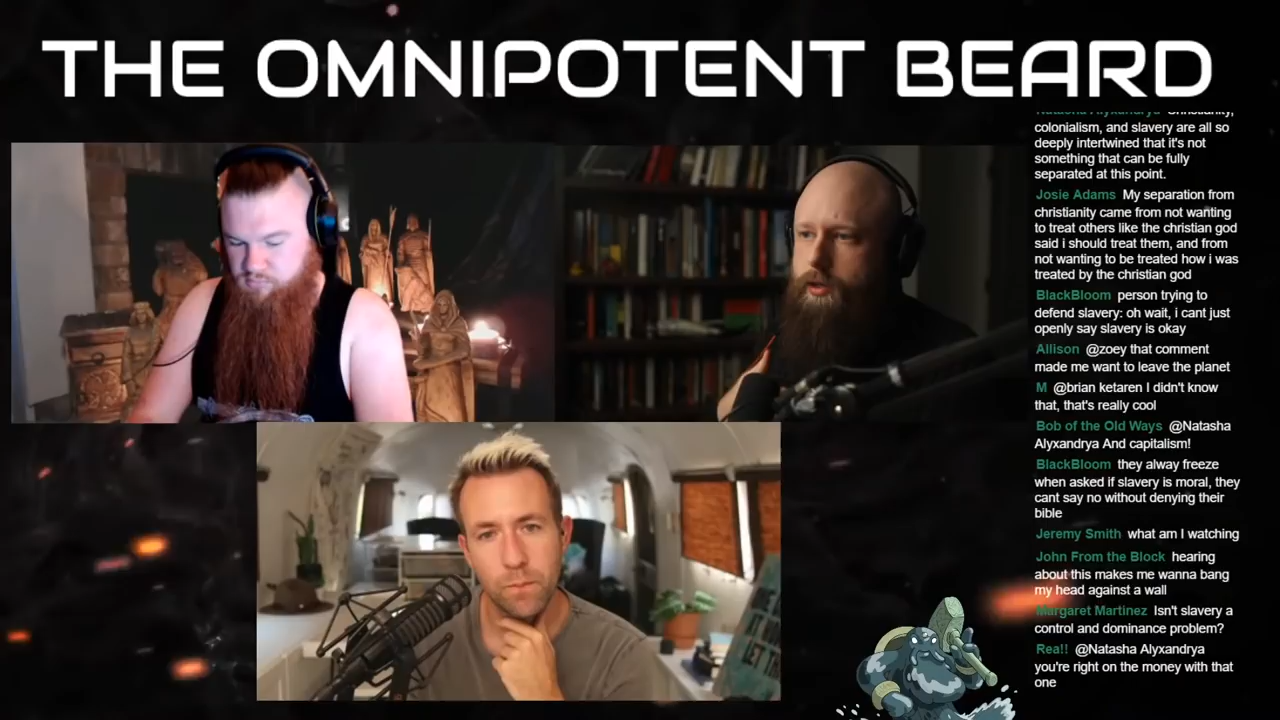 THE OMNIPOTENT BEARD
Natasha Alyxandrya Christianity,
colonialism, and slavery are all so
deeply intertwined that it's not
something that can be fully
separated at this point.
Josie Adams My separation from
christianity came from not wanting
to treat others like the christian god
said i should treat them, and from
not wanting to be treated how i was
treated by the christian god
BlackBloom person trying to
defend slavery: oh wait, i cant just
openly say slavery is okay
Allison @zoey that comment
made me want to leave the planet
M @brian ketaren I didn't know
that, that's really cool
Bob of the Old Ways @Natasha
Alyxandrya And capitalism!
BlackBloom they alway freeze
when asked if slavery is moral, they
cant say no without denying their
bible
Jeremy Smith what am I watching
John From the Block hearing
about this makes me wanna bang
my head against a wall
Margaret Martinez Isn't slavery a
control and dominance problem?
Rea!! @Natasha Alyxandrya
you're right on the money with that
one
LET IT